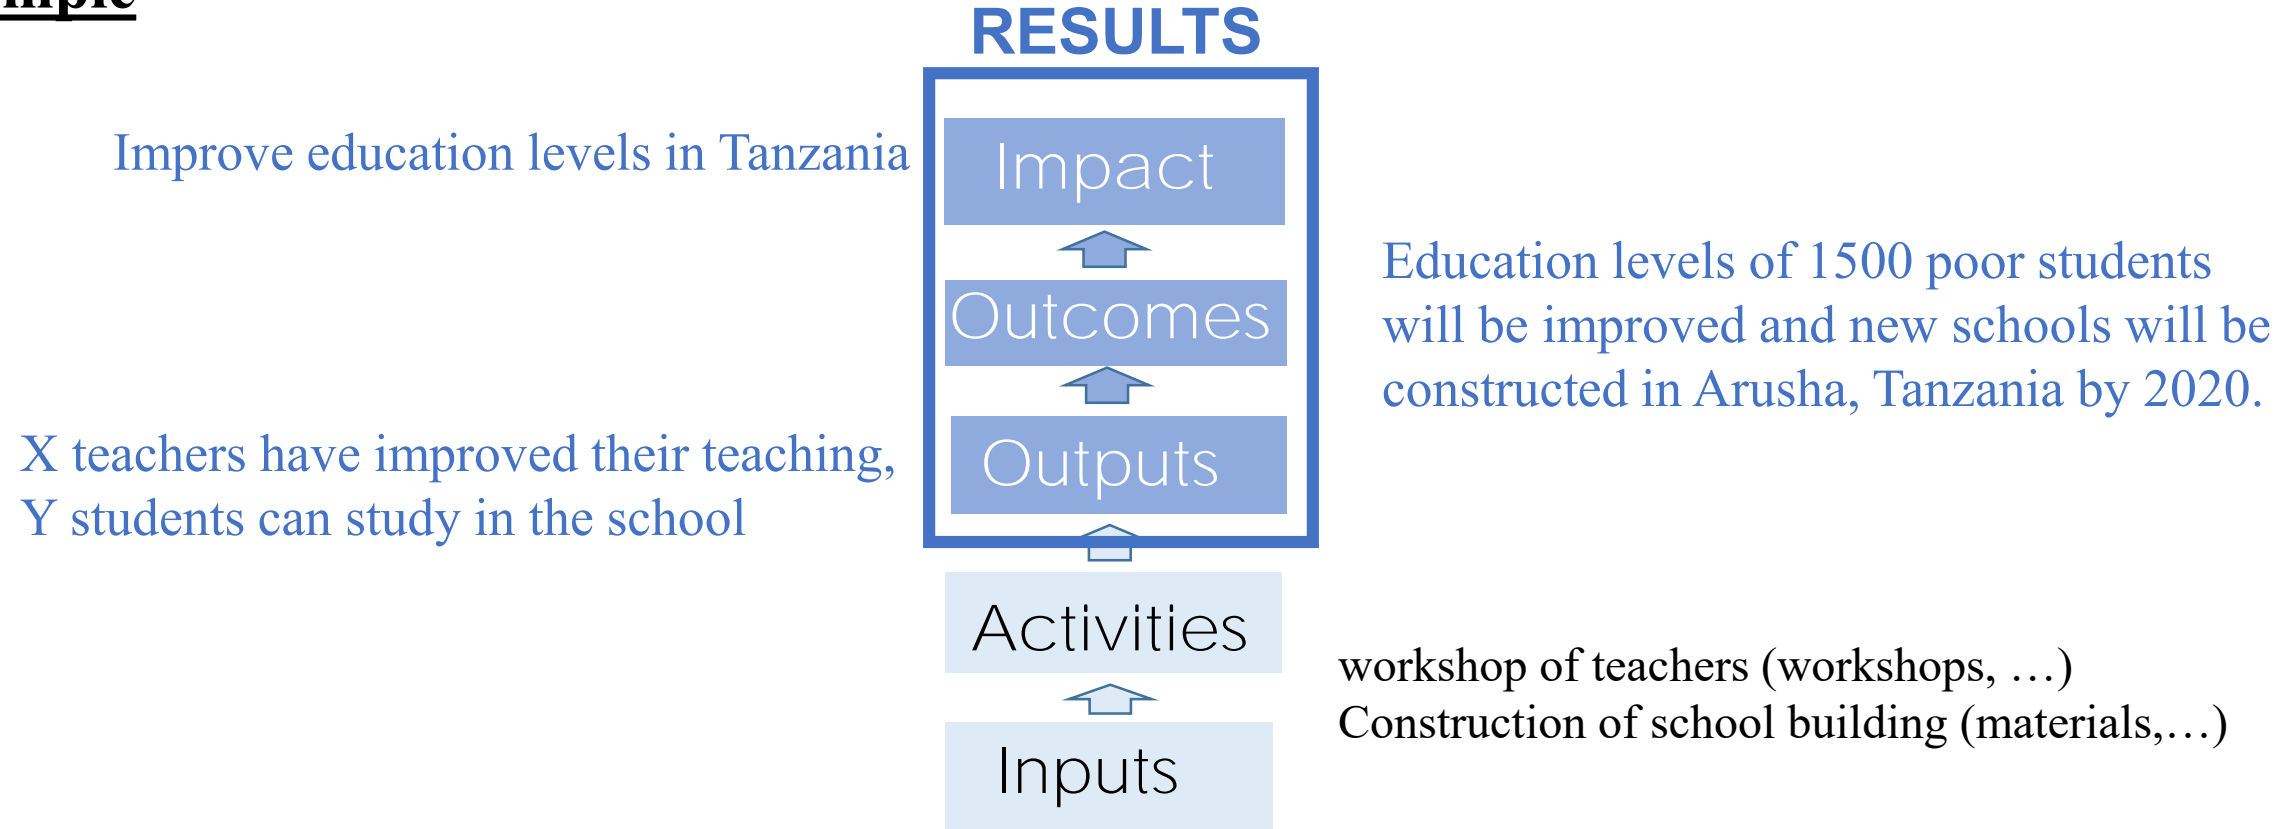 RESULTS
Improve education levels in Tanzania
Impact
Education levels of 1500 poor students
will be improved and new schools will be
constructed in Arusha, Tanzania by 2020.
Outcomes
X teachers have improved their teaching,
Y students can study in the school
Outputs
Activities
workshop of teachers (workshops, …)
Construction of school building (materials,…)
Inputs